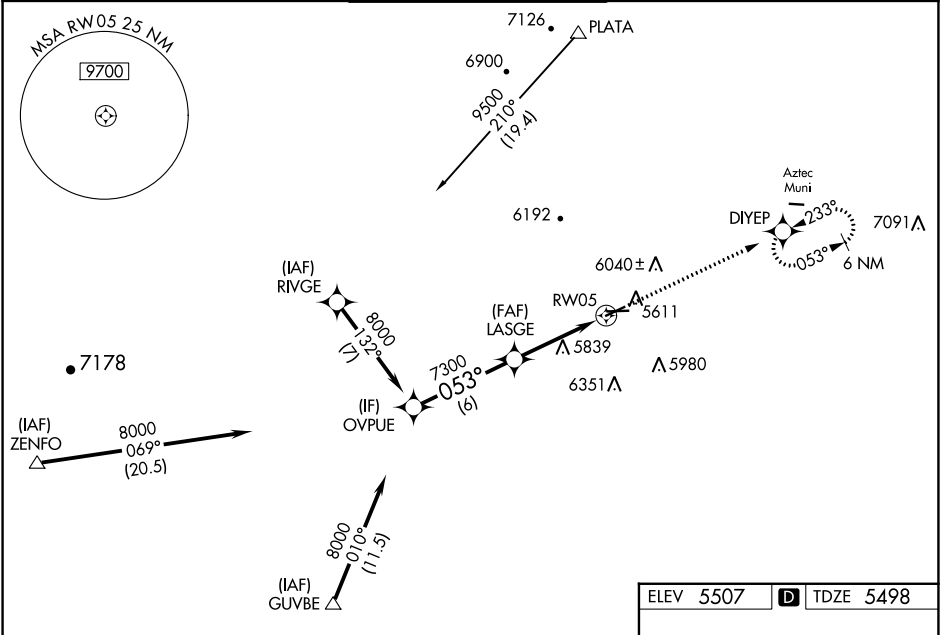 MSA RW05 25 NM
9700
7126
PLATA
6900
9500
210°
(19.4)
6192
Aztec
Muni
DIYEP
233°
7091
053°
6 NM
6040±
(IAF)
RIVGE
8000
132°
(7)
RW05
5611
(FAF)
LASGE
5839
5980
6351
7178
7300
053°
(6)
(IF)
OVPUE
(IAF)
ZENFO
8000
069°
(20.5)
8000
010°
(11.5)
(IAF)
GUVBE
ELEV 5507 D TDZE 5498